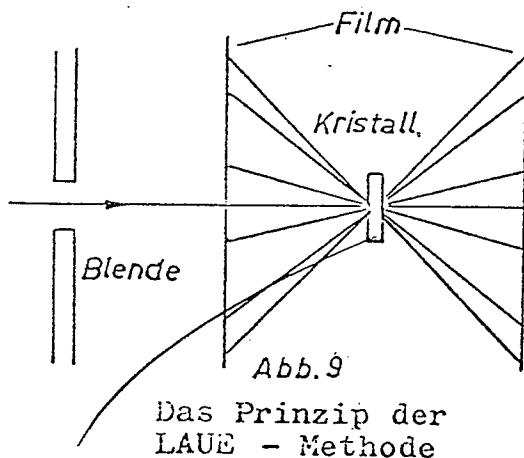 Film
Kristall.
Blende
Abb. 9
Das Prinzip der
LAUE - Methode